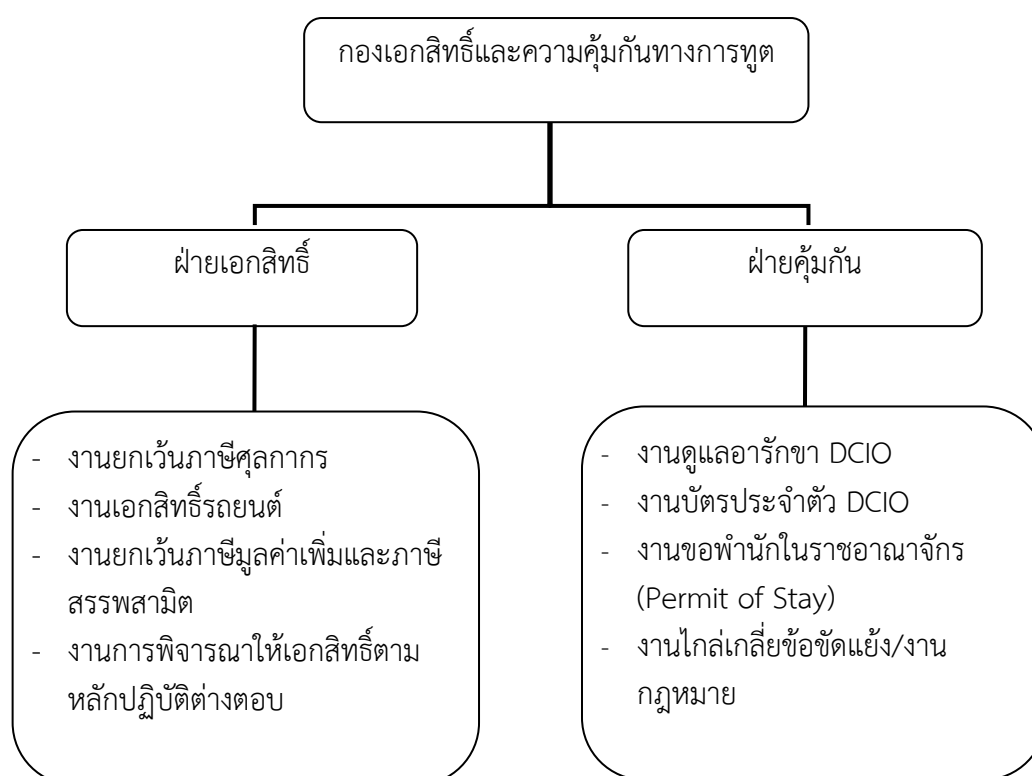 กองเอกสิทธิ์และความคุ้มกันทางการทูต
ฝ่ายเอกสิทธิ์
ฝ่ายคุ้มกัน
- งานยกเว้นภาษีศุลกากร
- งานเอกสิทธิ์รถยนต์
- งานยกเว้นภาษีมูลค่าเพิ่มและภาษี
สรรพสามิต
- งานการพิจารณาให้เอกสิทธิ์ตาม
หลักปฏิบัติต่างตอบ
- งานดูแลอารักขา DCIO
- งานบัตรประจำตัว DCIO
- งานขอพำนักในราชอาณาจักร
(Permit of Stay)
- งานไกล่เกลี่ยข้อขัดแย้ง/งาน
กฎหมาย